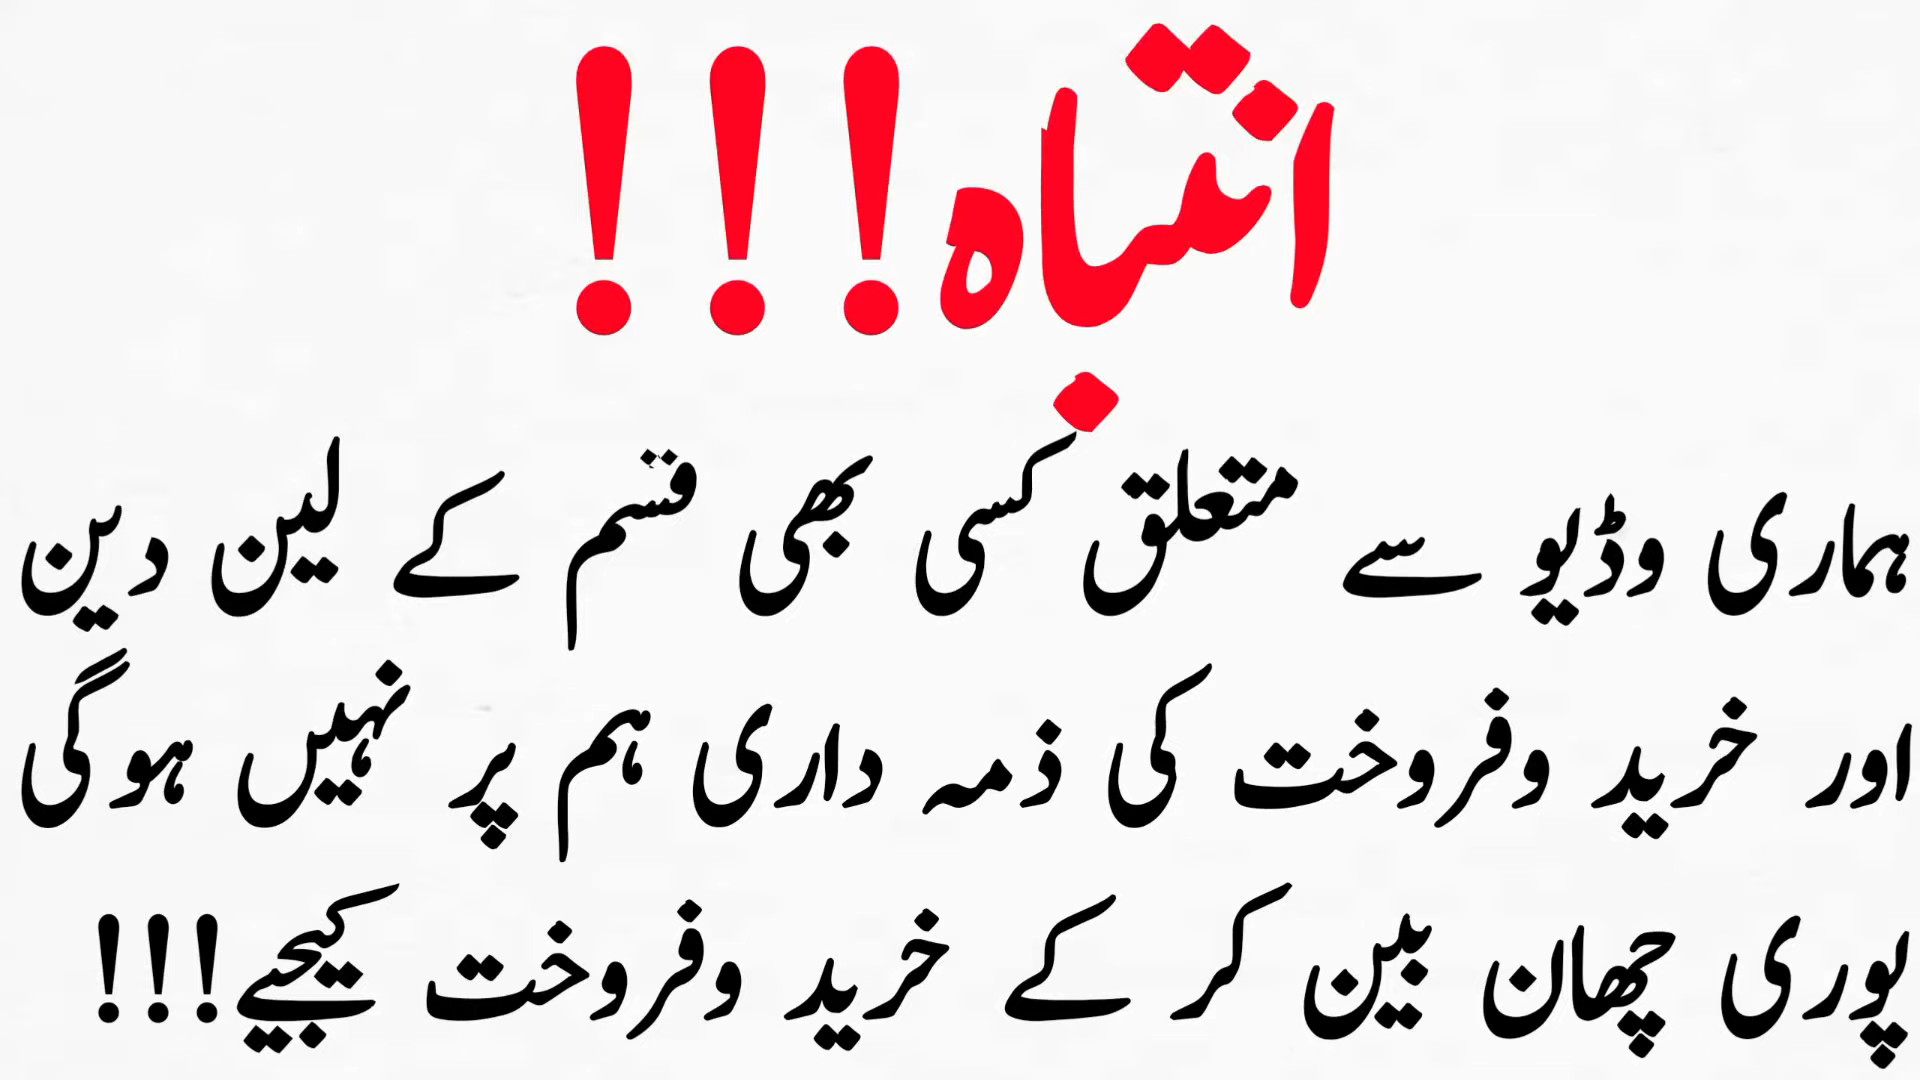 انتباہ!!!
ہماری وڈیو سے متعلق کسی بھی قسم کے لین دین
اور خرید وفروخت کی ذمہ داری ہم پر نہیں ہوگی
پوری چھان بین کر کے خرید وفروخت کیجیے!!!